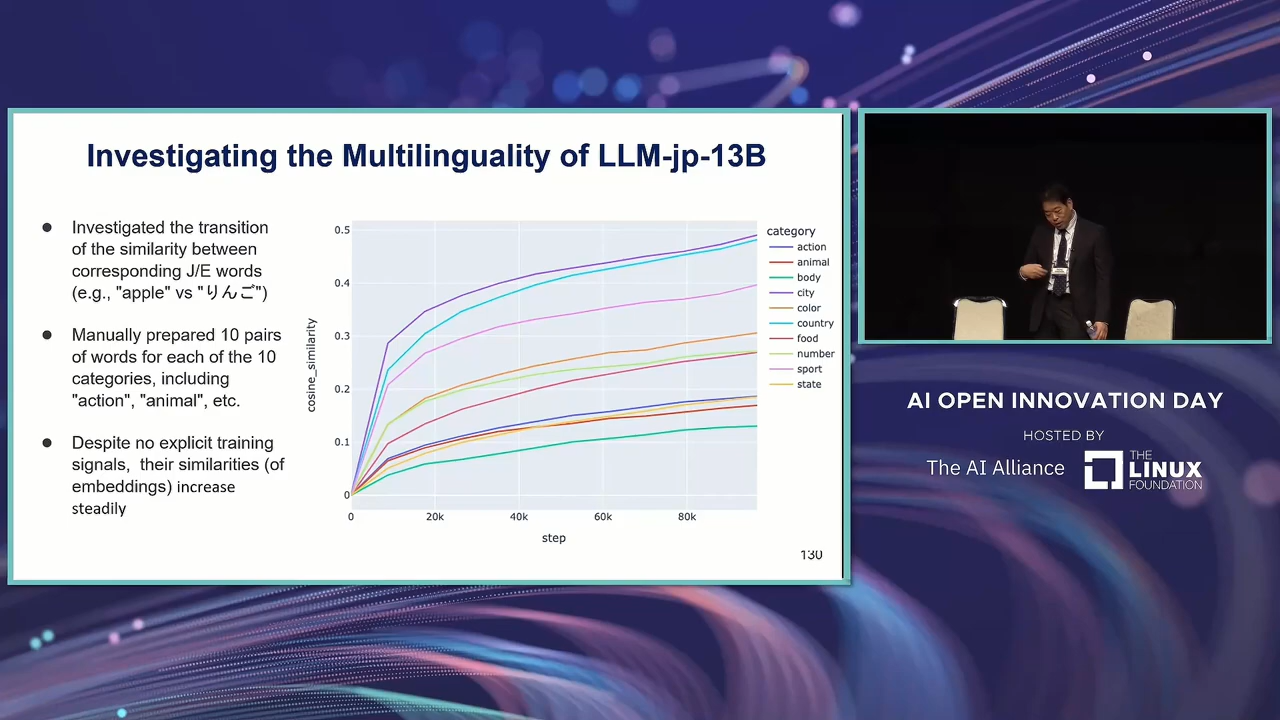 Investigating the Multilinguality of LLM-jp-13B
● Investigated the transition
of the similarity between
corresponding J/E words
(e.g., "apple" vs "りんご")
● Manually prepared 10 pairs
of words for each of the 10
categories, including
"action", "animal", etc.
● Despite no explicit training
signals, their similarities (of
embeddings) increase
steadily
cosine_similarity
0.5
0.4
0.3
0.2
0.1
0
0 20k 40k 60k 80k
step
category
action
animal
body
city
color
country
food
number
sport
state
130
AI OPEN INNOVATION DAY
HOSTED BY
The AI Alliance
THE
LINUX
FOUNDATION